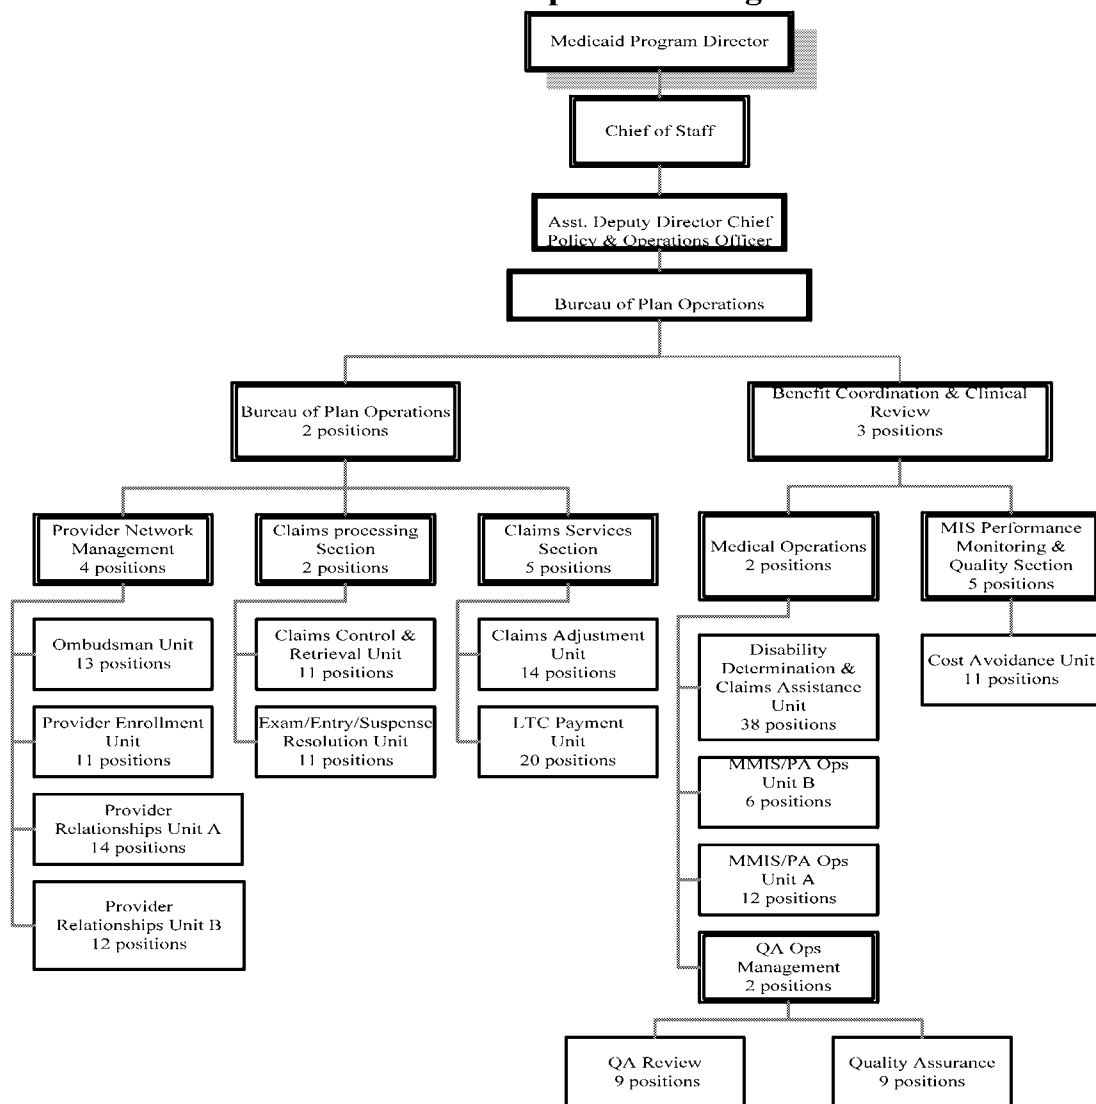 Medicaid Program Director
Chief of Staff
Asst. Deputy Director Chief
Policy & Operations Officer
Bureau of Plan Operations
Bureau of Plan Operations
2 positions
Benefit Coordination & Clinical
Review
3 positions
Provider Network
Management
4 positions
Claims processing
Section
2 positions
Claims Services
Section
5 positions
Medical Operations
2 positions
MIS Performance
Monitoring &
Quality Section
5 positions
Ombudsman Unit
13 positions
Provider Enrollment
Unit
11 positions
Provider
Relationships Unit A
14 positions
Provider
Relationships Unit B
12 positions
Claims Control &
Retrieval Unit
11 positions
Exam/Entry/Suspense
Resolution Unit
11 positions
Claims Adjustment
Unit
14 positions
LTC Payment
Unit
20 positions
Disability
Determination &
Claims Assistance
Unit
38 positions
MMIS/PA Ops
Unit B
6 positions
MMIS/PA Ops
Unit A
12 positions
QA Ops
Management
2 positions
Cost Avoidance Unit
11 positions
QA Review
9 positions
Quality Assurance
9 positions